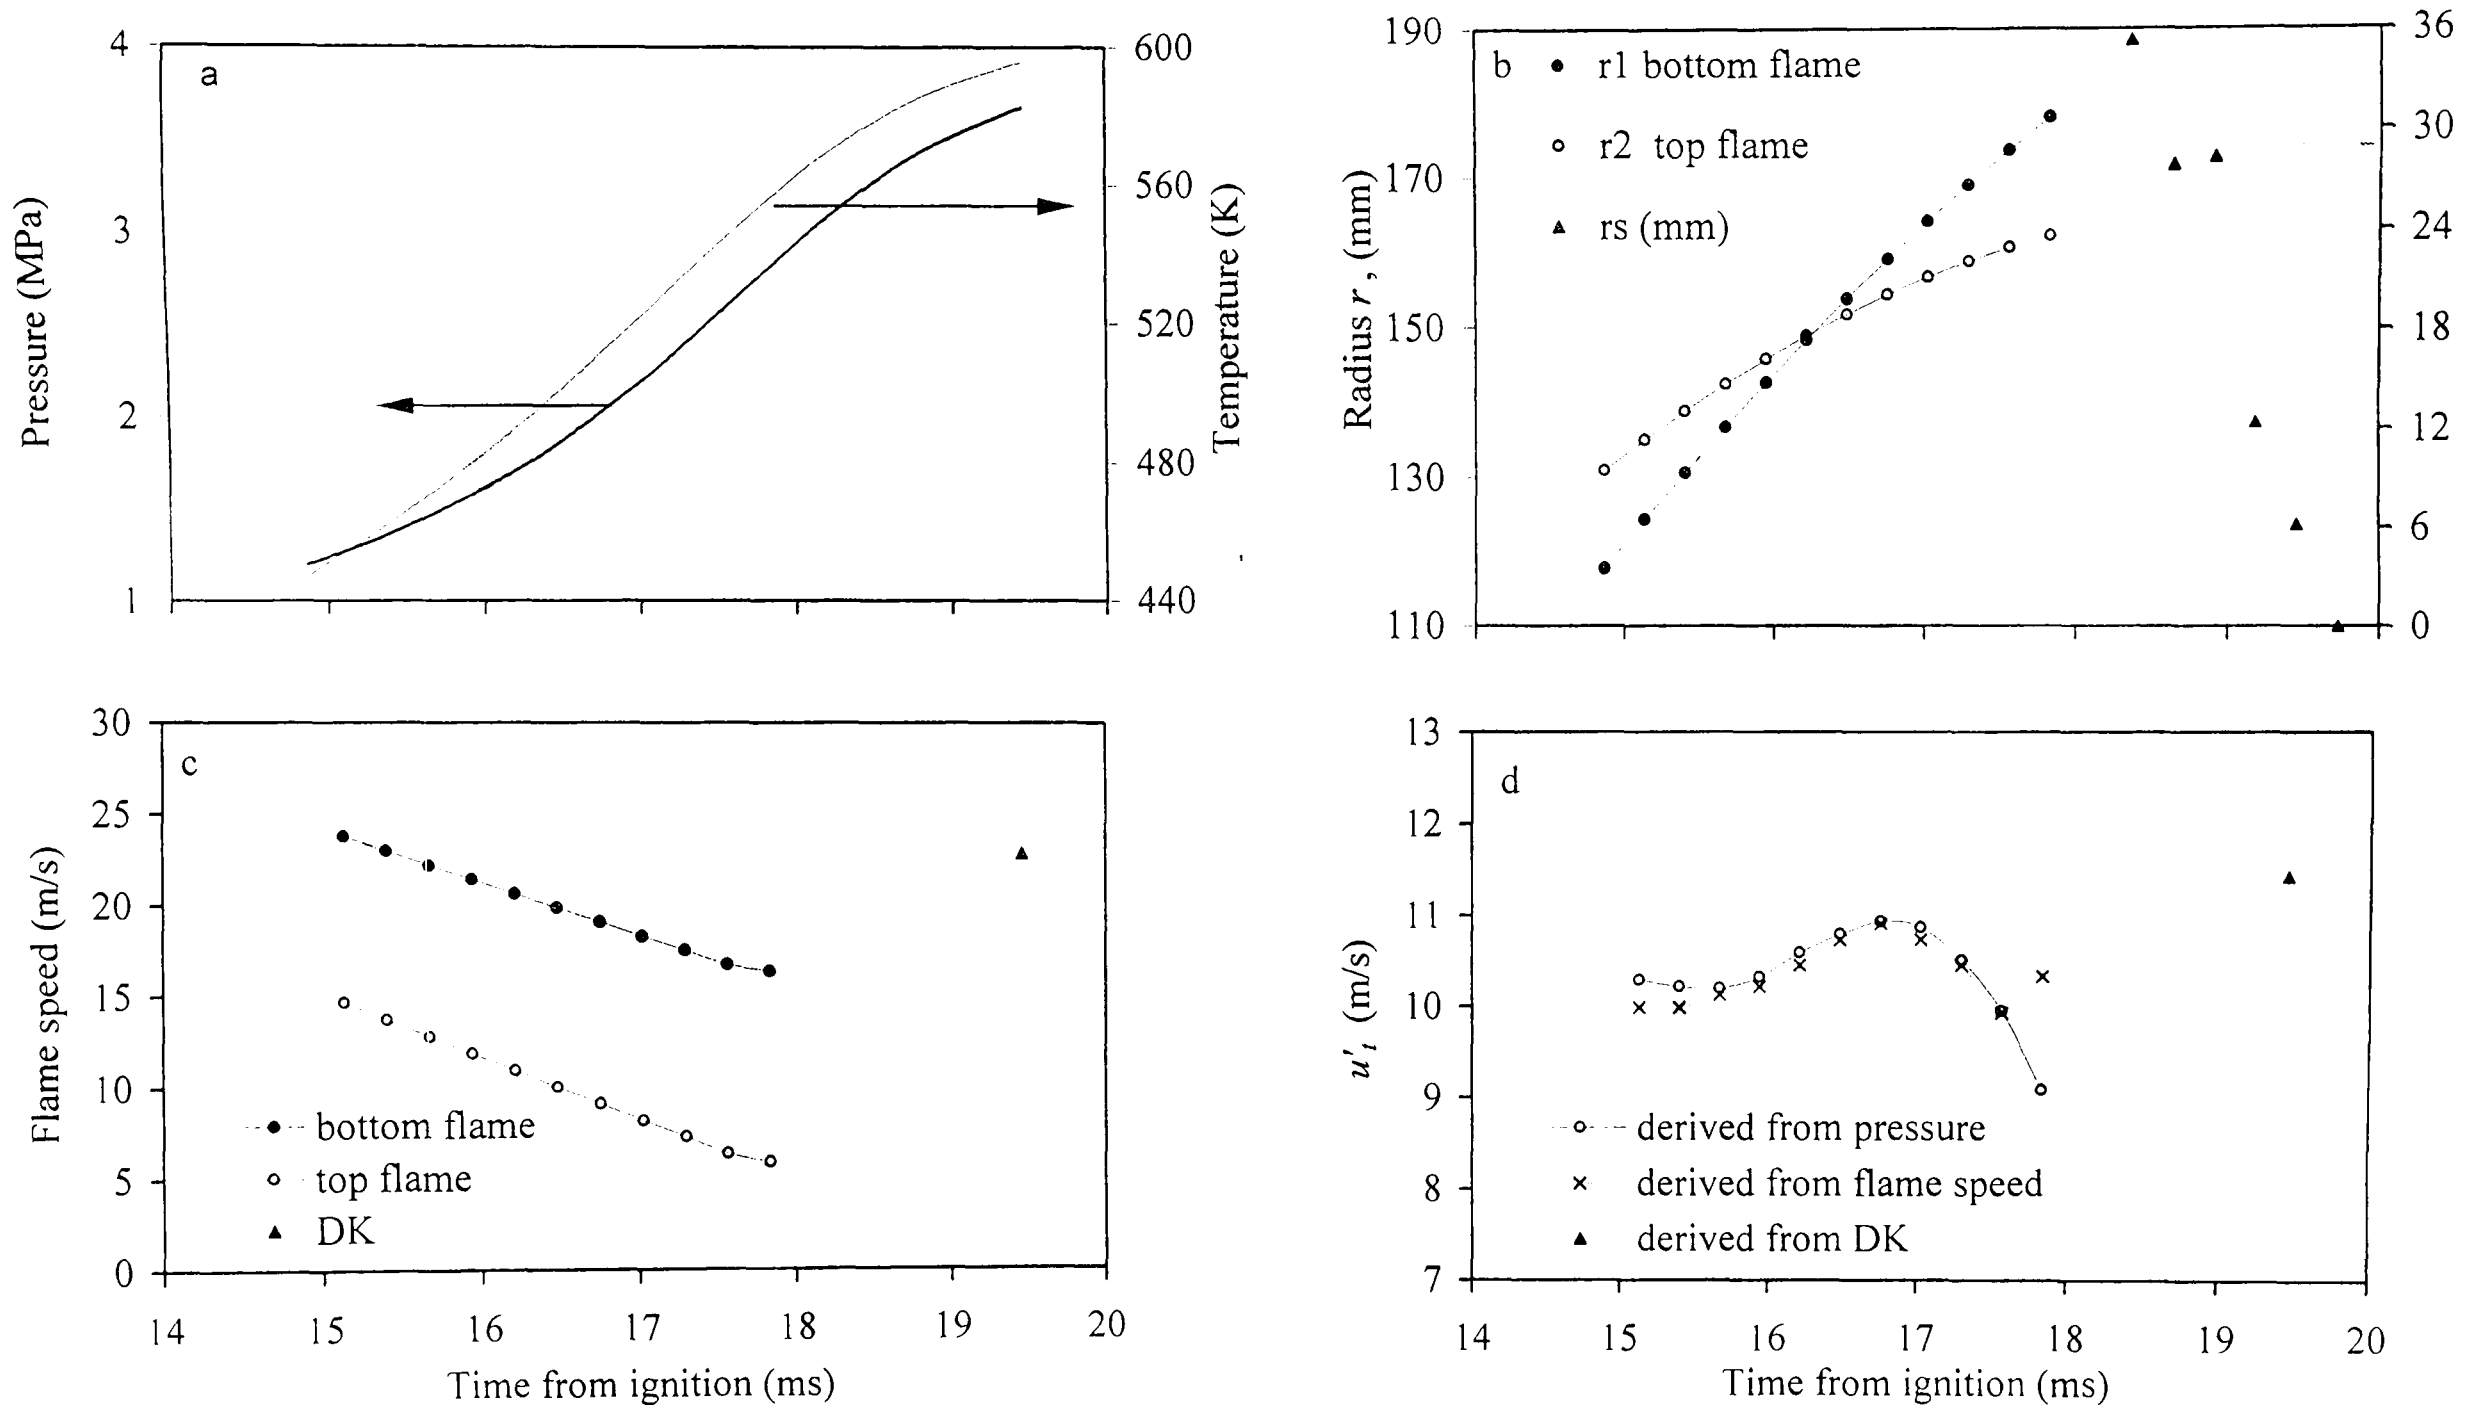 a
4
3
2
1
Pressure (MPa)
600
560
520
480
440
Temperature (K)
b
r1 bottom flame
r2 top flame
rs (mm)
190
170
150
130
110
Radius r, (mm)
36
30
24
18
12
6
0
c
30
25
20
15
10
5
0
Flame speed (m/s)
bottom flame
top flame
DK
14 15 16 17 18 19 20
Time from ignition (ms)
d
13
12
11
10
9
8
7
u't (m/s)
derived from pressure
derived from flame speed
derived from DK
14 15 16 17 18 19 20
Time from ignition (ms)